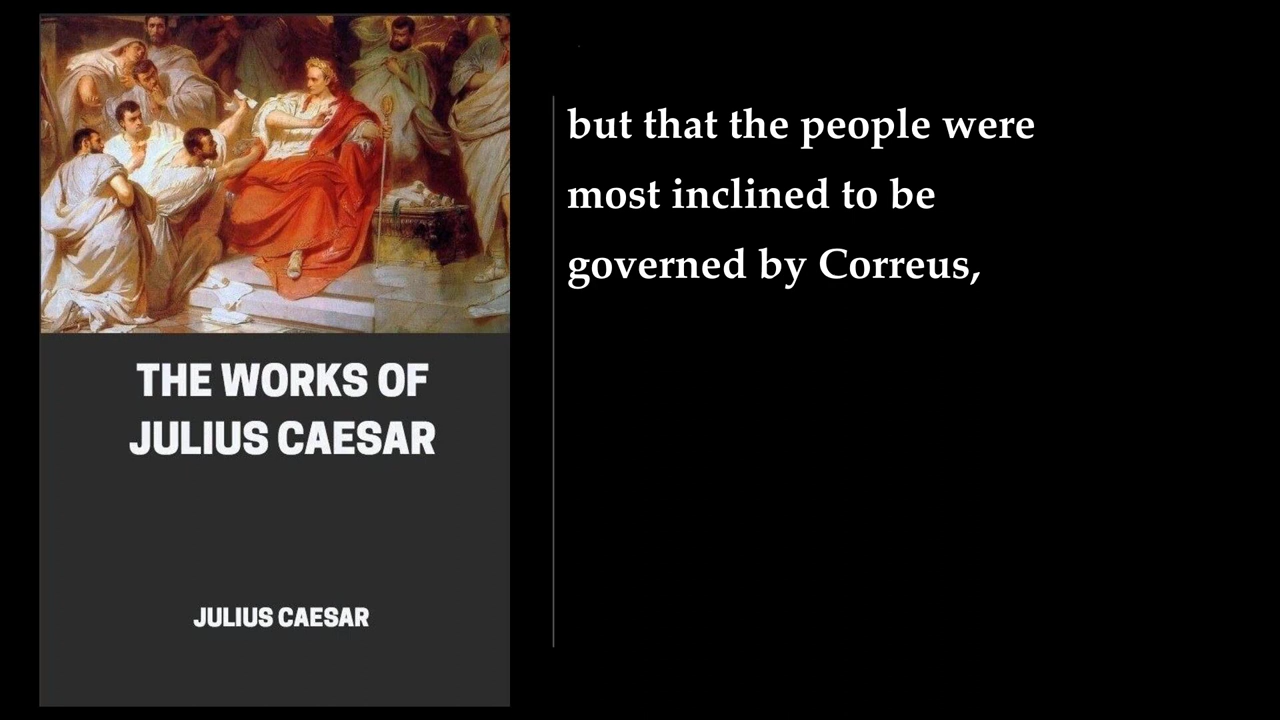 THE WORKS OF
JULIUS CAESAR
JULIUS CAESAR
but that the people were
most inclined to be
governed by Correus,